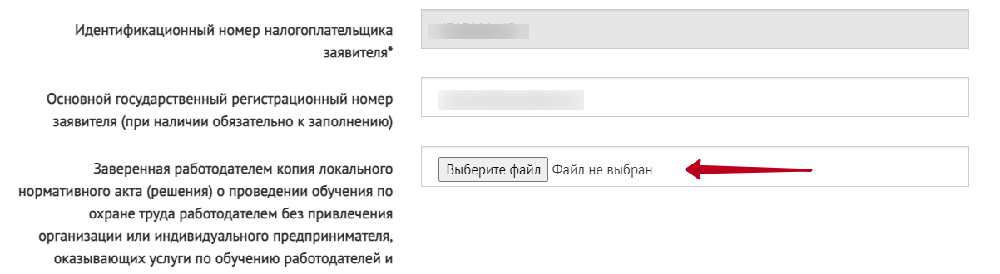 Идентификационный номер налогоплательщика
заявителя*
Основной государственный регистрационный номер
заявителя (при наличии обязательно к заполнению)
Заверенная работодателем копия локального
нормативного акта (решения) о проведении обучения по
охране труда работодателем без привлечения
организации или индивидуального предпринимателя,
оказывающих услуги по обучению работодателей и
Выберите файл Файл не выбран